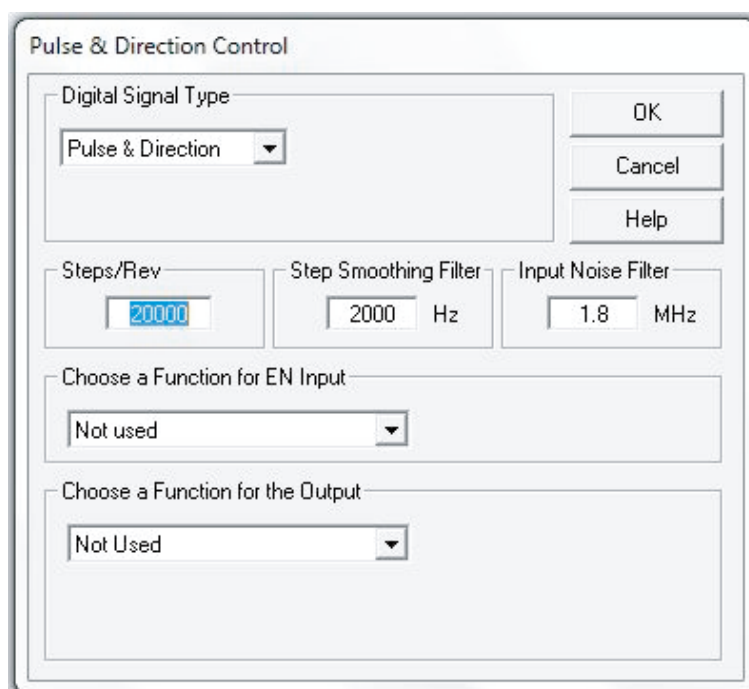 Pulse & Direction Control
Digital Signal Type
Pulse & Direction
OK
Cancel
Help
Steps/Rev
20000
Step Smoothing Filter
2000 Hz
Input Noise Filter
1.8 MHz
Choose a Function for EN Input
Not used
Choose a Function for the Output
Not Used